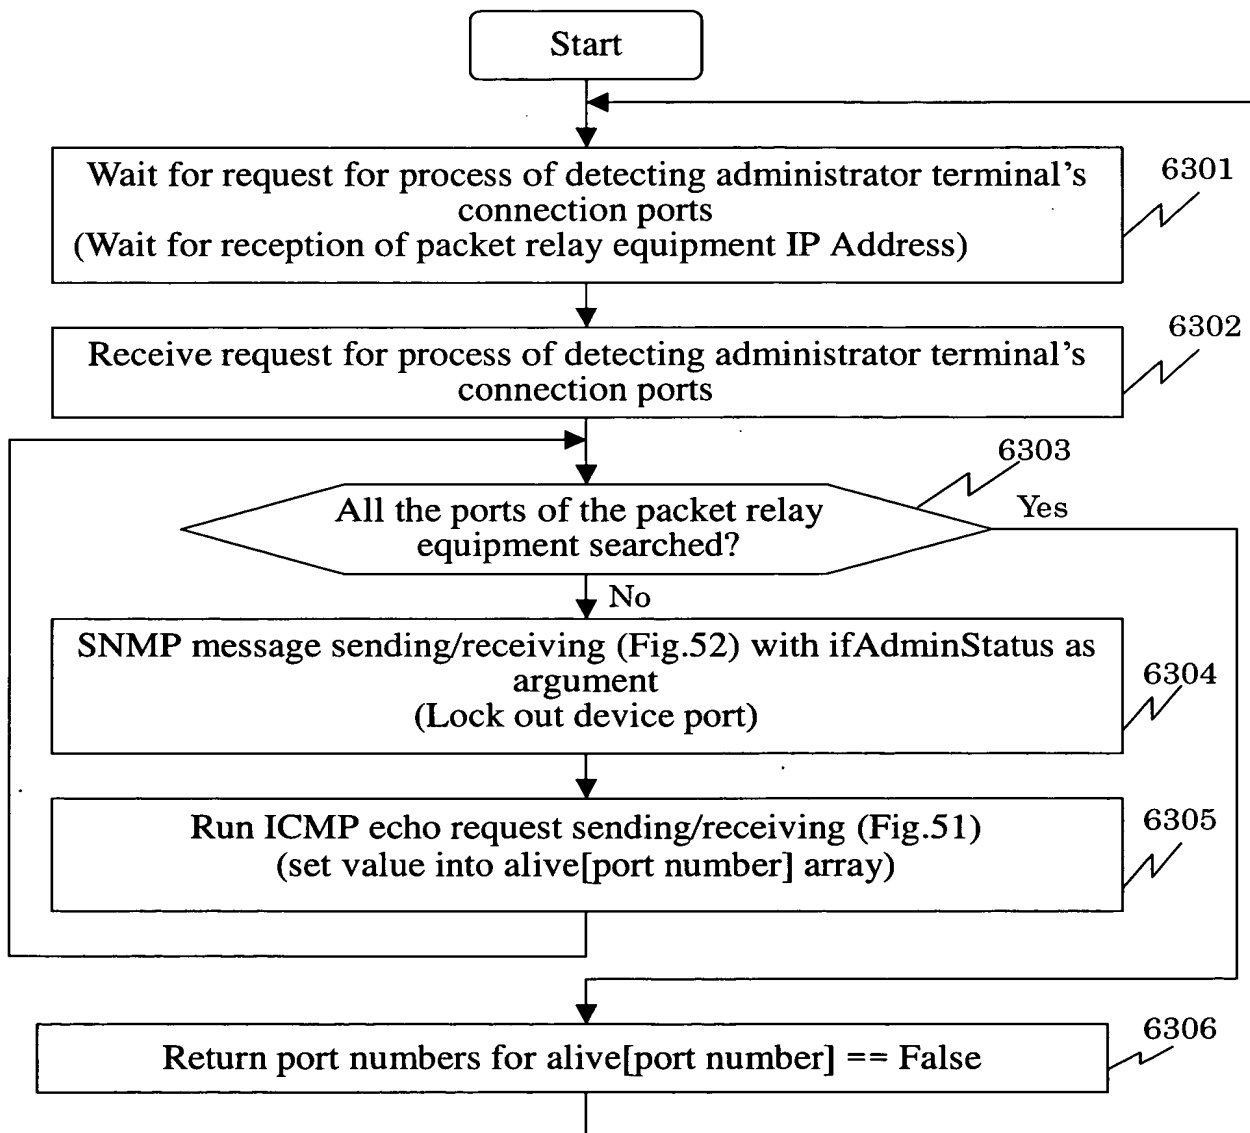 Start
Wait for request for process of detecting administrator terminal's
connection ports
(Wait for reception of packet relay equipment IP Address)
6301
Receive request for process of detecting administrator terminal's
connection ports
6302
All the ports of the packet relay
equipment searched?
6303
Yes
No
SNMP message sending/receiving (Fig.52) with ifAdminStatus as
argument
(Lock out device port)
6304
Run ICMP echo request sending/receiving (Fig.51)
(set value into alive[port number] array)
6305
Return port numbers for alive[port number] == False
6306